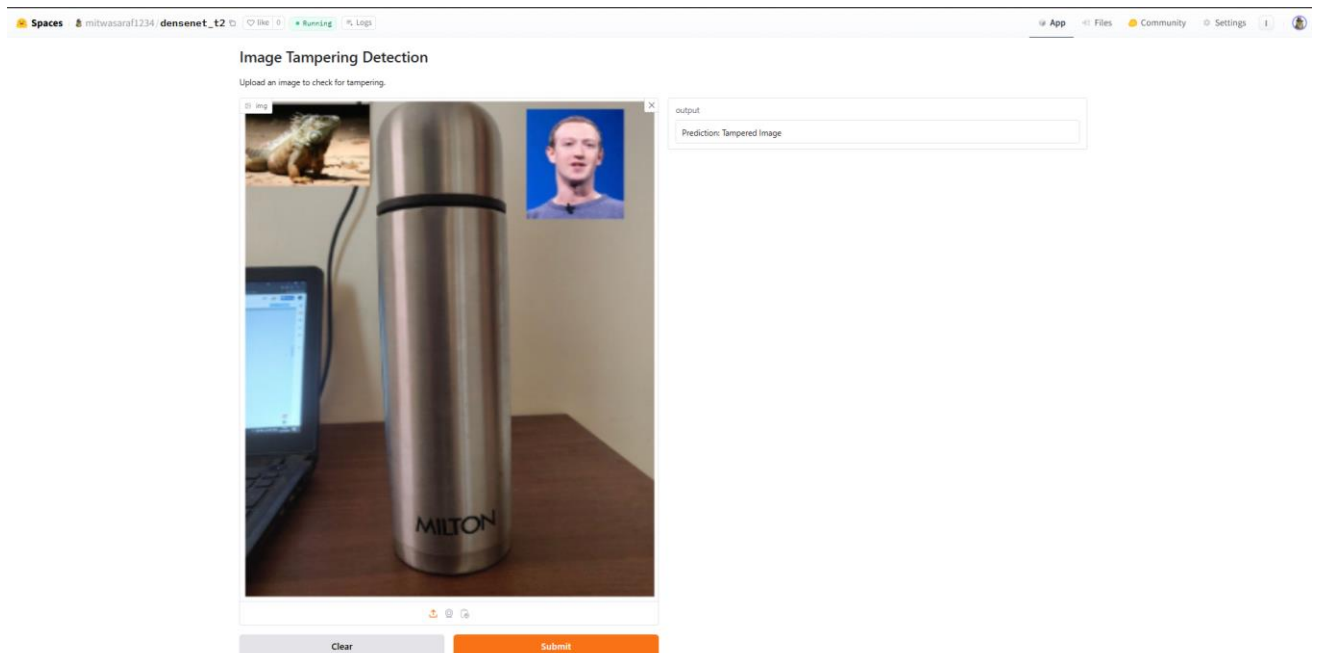 Spaces mitwasaraf1234/densenet_t2 like 0 Running Logs App Files Community Settings
Image Tampering Detection
Upload an image to check for tampering.
img
output
Prediction: Tampered Image
MILTON
Clear Submit